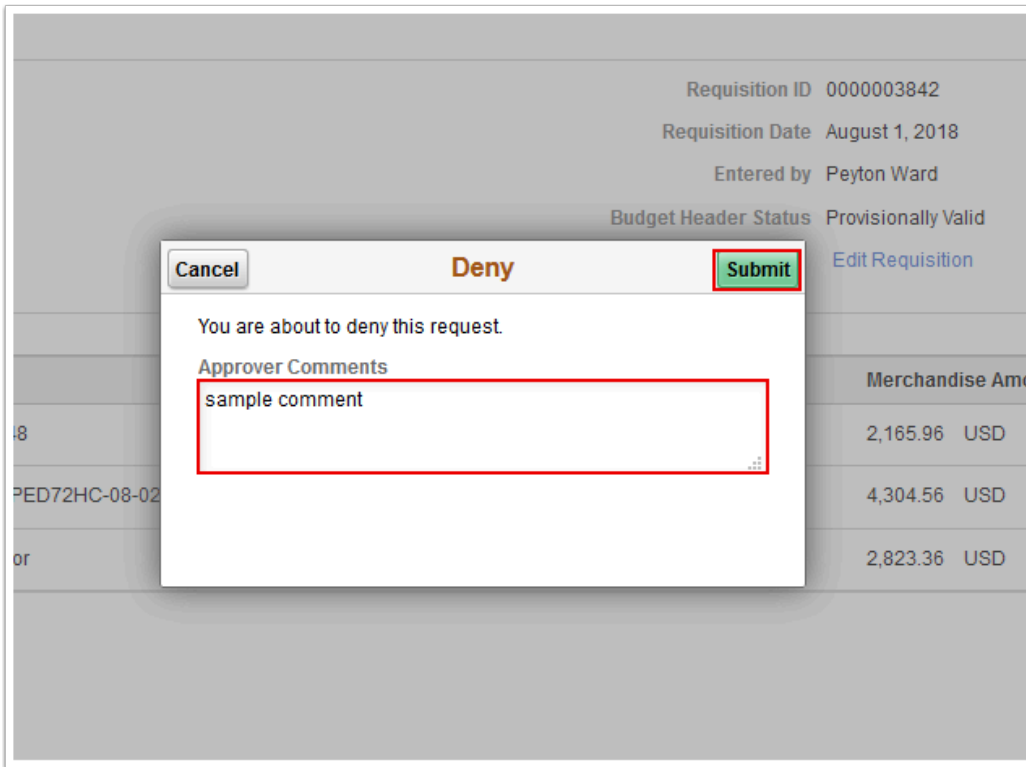 Requisition ID 0000003842
Requisition Date August 1, 2018
Entered by Peyton Ward
Budget Header Status Provisionally Valid
Edit Requisition
Cancel Deny Submit
You are about to deny this request.
Approver Comments
sample comment
Merchandise Amo
48 2,165.96 USD
PED72HC-08-02 4,304.56 USD
or 2,823.36 USD